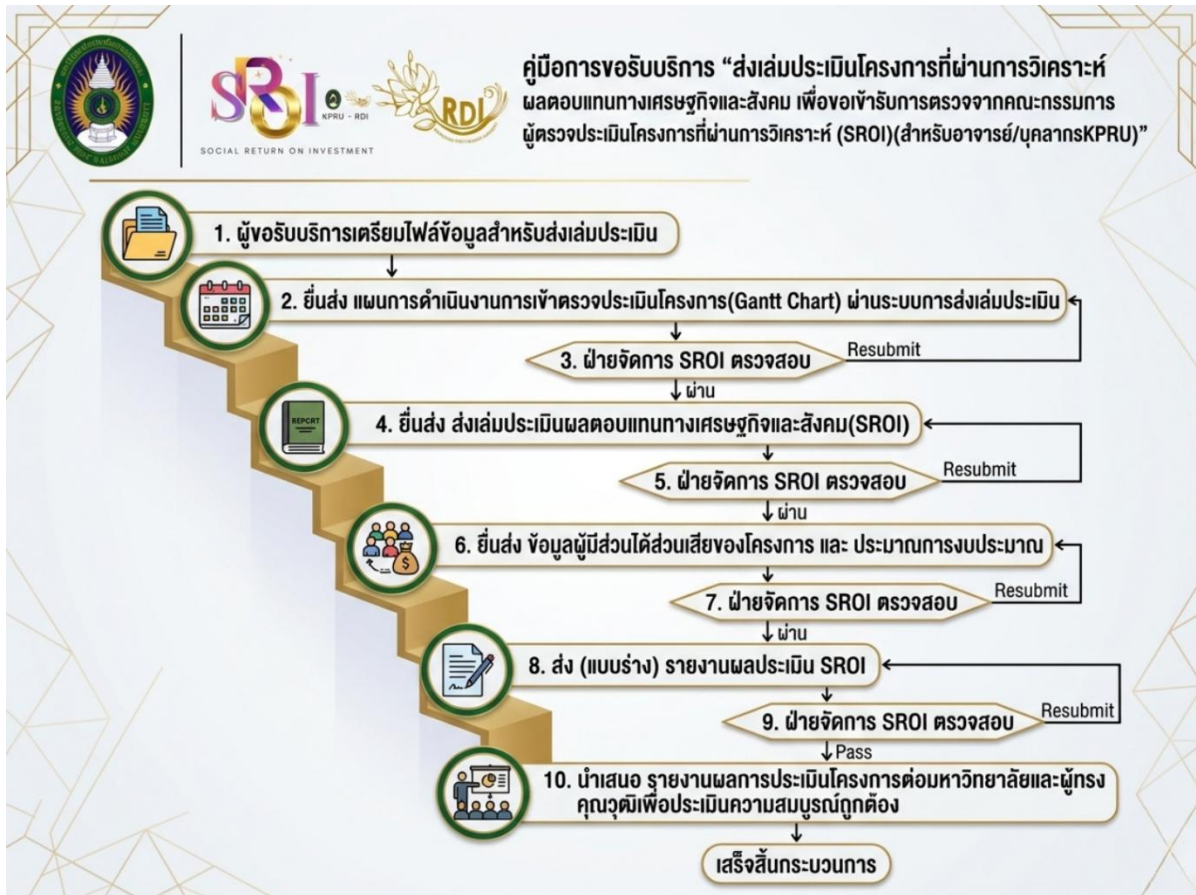 SROI
KPRU - RDI
SOCIAL RETURN ON INVESTMENT
RDI
คู่มือการขอรับบริการ “ส่งเล่มประเมินโครงการที่ผ่านการวิเคราะห์
ผลตอบแทนทางเศรษฐกิจและสังคม เพื่อขอเข้ารับการตรวจจากคณะกรรมการ
ผู้ตรวจประเมินโครงการที่ผ่านการวิเคราะห์ (SROI)(สำหรับอาจารย์/บุคลากรKPRU)”
1. ผู้ขอรับบริการเตรียมไฟล์ข้อมูลสำหรับส่งเล่มประเมิน
2. ยื่นส่ง แผนการดำเนินงานการเข้าตรวจประเมินโครงการ(Gantt Chart) ผ่านระบบการส่งเล่มประเมิน
3. ฝ่ายจัดการ SROI ตรวจสอบ
Resubmit
ผ่าน
REPORT
4. ยื่นส่ง ส่งเล่มประเมินผลตอบแทนทางเศรษฐกิจและสังคม(SROI)
5. ฝ่ายจัดการ SROI ตรวจสอบ
Resubmit
ผ่าน
6. ยื่นส่ง ข้อมูลผู้มีส่วนได้ส่วนเสียของโครงการ และ ประมาณการงบประมาณ
$
7. ฝ่ายจัดการ SROI ตรวจสอบ
Resubmit
ผ่าน
8. ส่ง (แบบร่าง) รายงานผลประเมิน SROI
9. ฝ่ายจัดการ SROI ตรวจสอบ
Resubmit
Pass
10. นำเสนอ รายงานผลการประเมินโครงการต่อมหาวิทยาลัยและผู้ทรง
คุณวุฒิเพื่อประเมินความสมบูรณ์ถูกต้อง
เสร็จสิ้นกระบวนการ